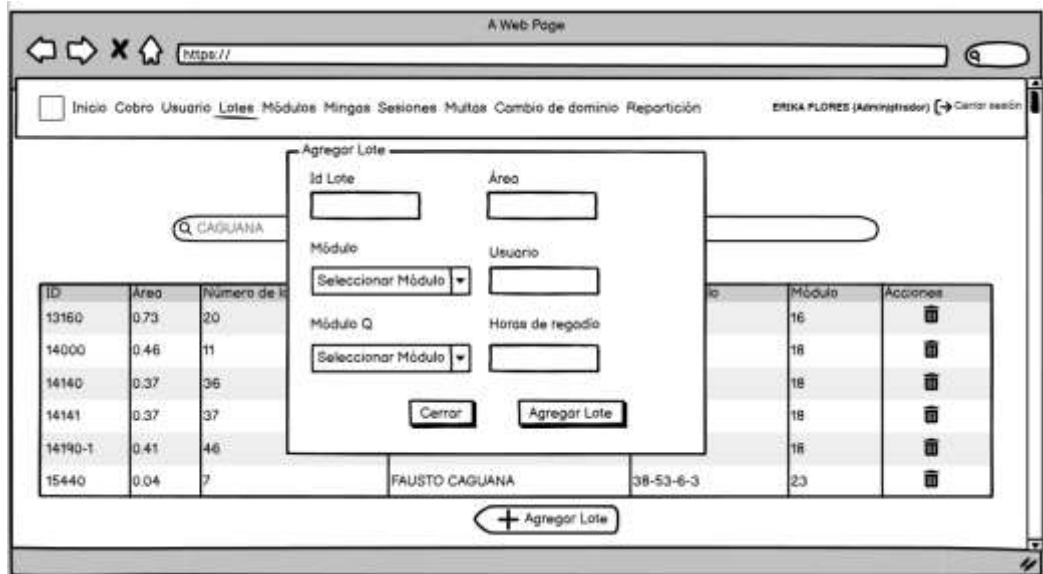 A Web Page
https://
Inicio Cobro Usuario Lotes Módulos Mingas Sesiones Multas Cambio de dominio Repartición ERIKA FLORES (Administrador) Cerrar sesión
Agregar Lote
Id Lote Área
CAGUANA
Módulo Usuario
Seleccionar Módulo
Módulo Q Horas de regadío
Seleccionar Módulo
Cerrar Agregar Lote
ID Área Número de Módulo Acciones
13160 0.73 20 16
14000 0.46 11 18
14140 0.37 36 18
14141 0.37 37 18
14190-1 0.41 46 18
15440 0.04 7 FAUSTO CAGUANA 38-53-6-3 23
Agregar Lote